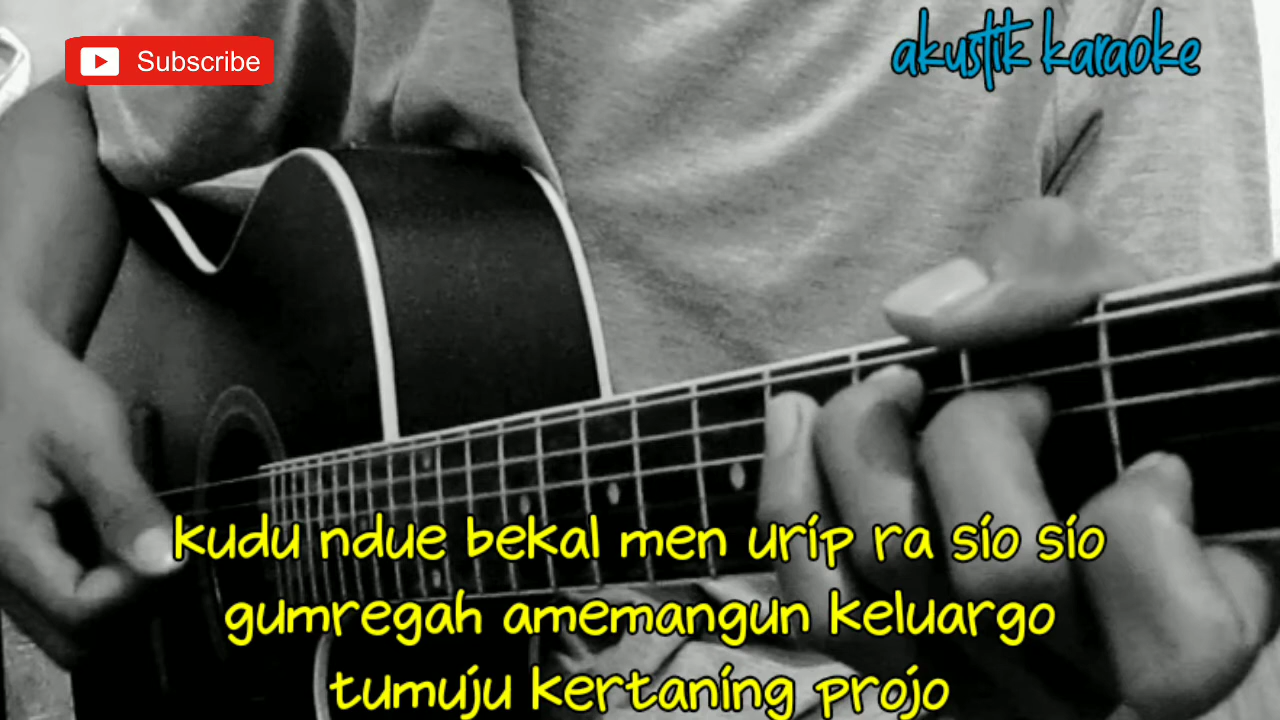 Subscribe
akustik karaoke
kudu ndue bekal men urip ra sio sio
gumregah amemangun keluargo
tumuju kertaning projo